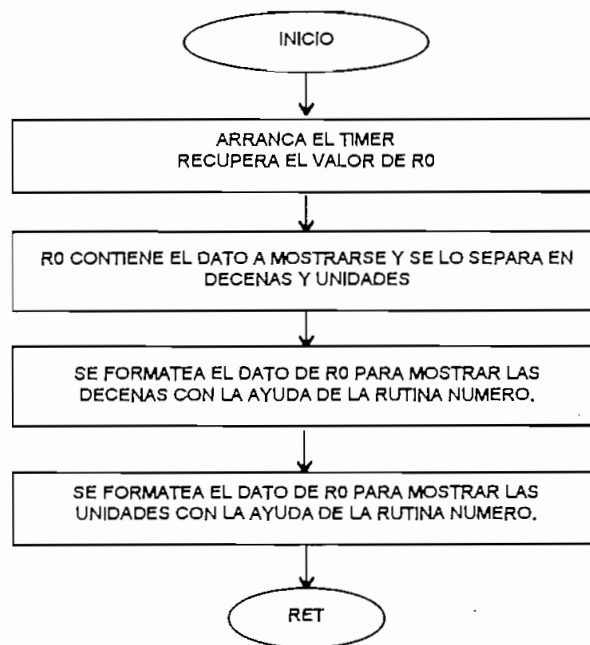 INICIO
ARRANCA EL TIMER
RECUPERA EL VALOR DE R0
R0 CONTIENE EL DATO A MOSTRARSE Y SE LO SEPARA EN
DECENAS Y UNIDADES
SE FORMATEA EL DATO DE R0 PARA MOSTRAR LAS
DECENAS CON LA AYUDA DE LA RUTINA NUMERO.
SE FORMATEA EL DATO DE R0 PARA MOSTRAR LAS
UNIDADES CON LA AYUDA DE LA RUTINA NUMERO.
RET